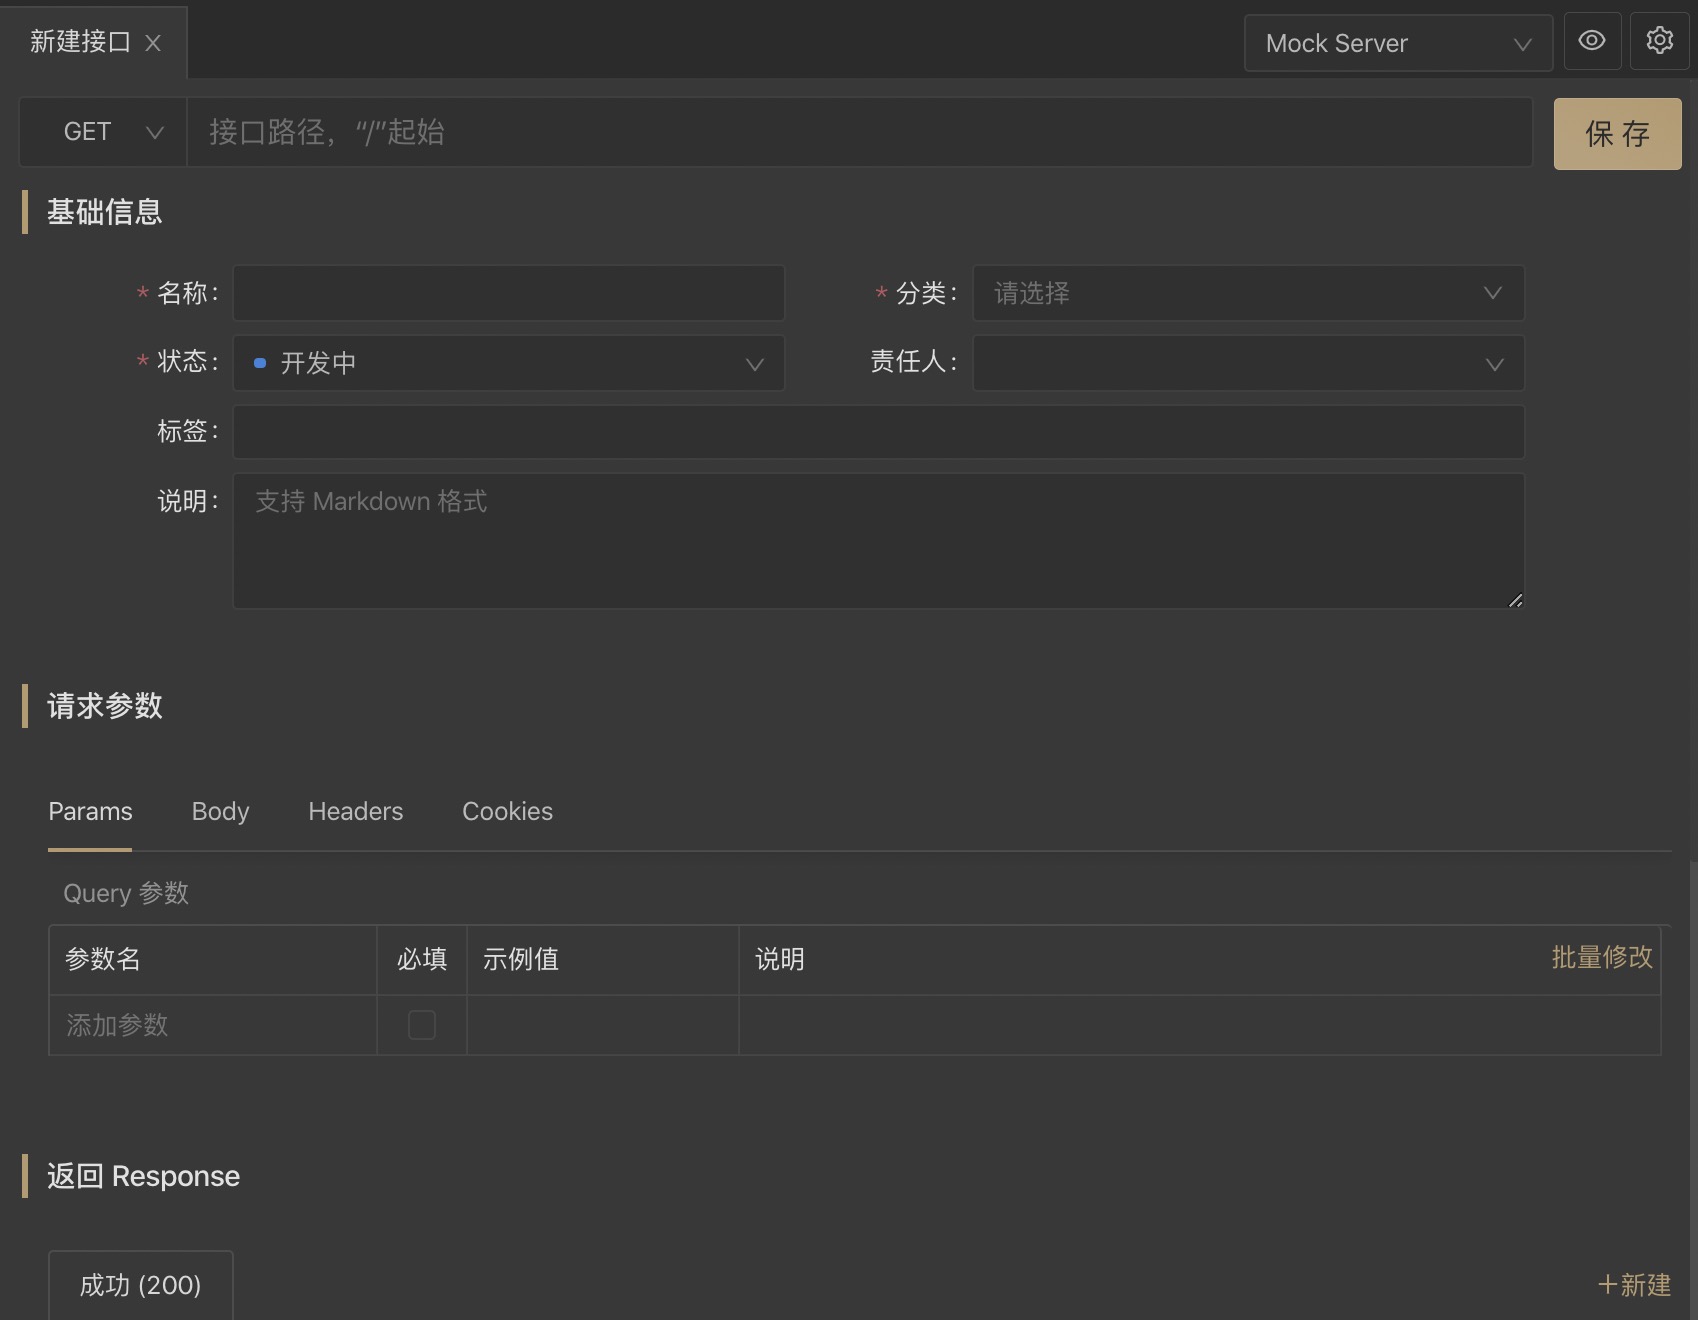 新建接口
Mock Server
GET
接口路径，“/”起始
保 存
基础信息
* 名称:
* 分类:
请选择
* 状态:
开发中
责任人:
标签:
说明:
支持 Markdown 格式
请求参数
Params Body Headers Cookies
Query 参数
参数名 必填 示例值 说明 批量修改
添加参数
返回 Response
成功 (200)
+新建